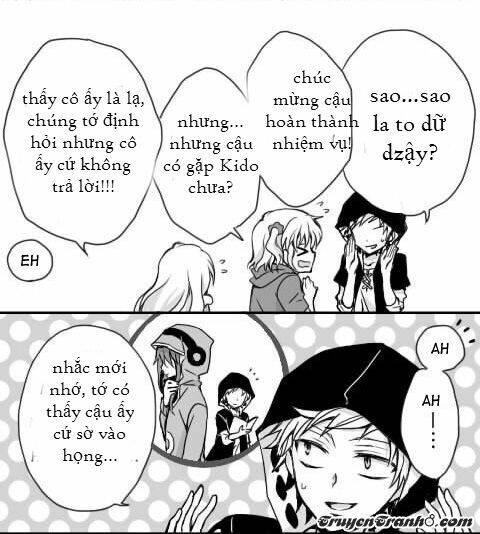 sao...sao
la to dữ
dzậy?
chúc
mừng cậu
hoàn thành
nhiệm vụ!
nhưng...
nhưng cậu
có gặp Kido
chưa?
thấy cô ấy là lạ,
chúng tớ định
hỏi nhưng cô
ấy cứ không
trả lời!!!
EH
AH
AH
—...
nhắc mới
nhớ, tớ có
thấy cậu ấy
cứ sờ vào
họng...
TruyenTranh8.com